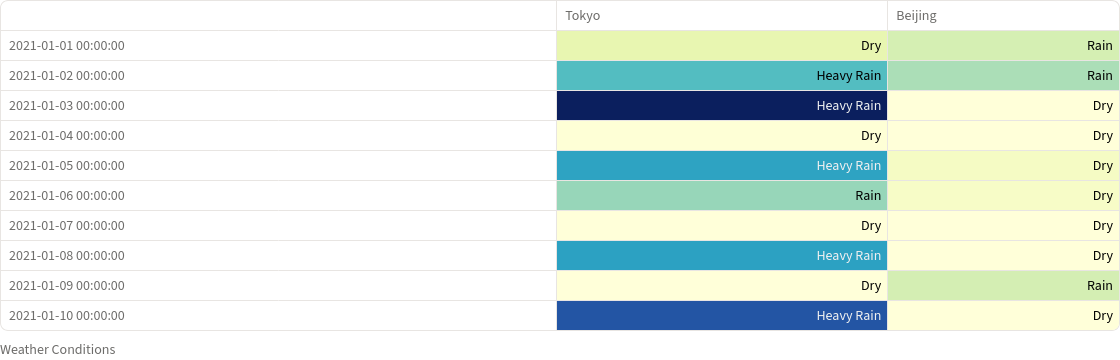 Tokyo Beijing
2021-01-01 00:00:00 Dry Rain
2021-01-02 00:00:00 Heavy Rain Rain
2021-01-03 00:00:00 Heavy Rain Dry
2021-01-04 00:00:00 Dry Dry
2021-01-05 00:00:00 Heavy Rain Dry
2021-01-06 00:00:00 Rain Dry
2021-01-07 00:00:00 Dry Dry
2021-01-08 00:00:00 Heavy Rain Dry
2021-01-09 00:00:00 Dry Rain
2021-01-10 00:00:00 Heavy Rain Dry
Weather Conditions